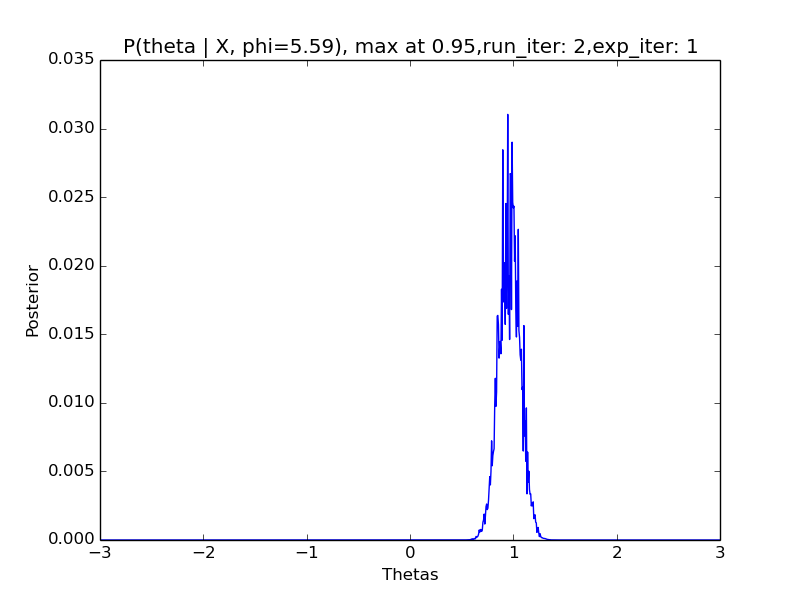 P(theta | X, phi=5.59), max at 0.95,run_iter: 2,exp_iter: 1
0.035
0.030
0.025
0.020
0.015
0.010
0.005
0.000
Posterior
−3 −2 −1 0 1 2 3
Thetas